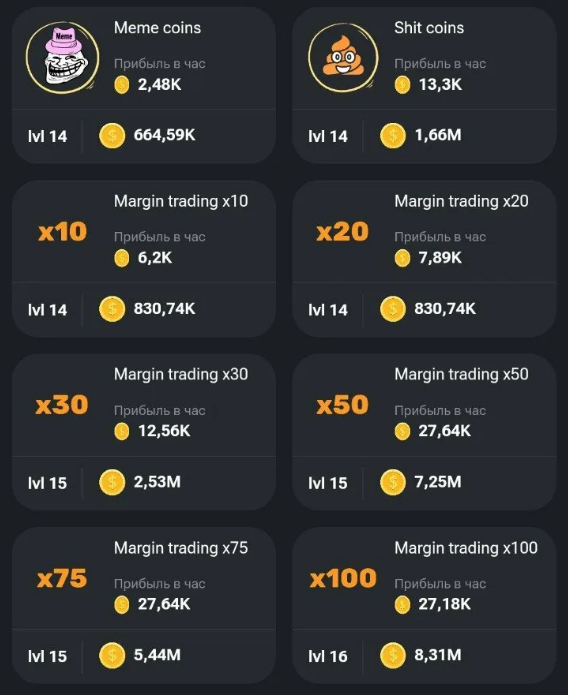 Meme coins
Прибыль в час
2,48K
lvl 14
664,59K
Meme
Shit coins
Прибыль в час
13,3K
lvl 14
1,66M
x10
Margin trading x10
Прибыль в час
6,2K
lvl 14
830,74K
x20
Margin trading x20
Прибыль в час
7,89K
lvl 14
830,74K
x30
Margin trading x30
Прибыль в час
12,56K
lvl 15
2,53M
x50
Margin trading x50
Прибыль в час
27,64K
lvl 15
7,25M
x75
Margin trading x75
Прибыль в час
27,64K
lvl 15
5,44M
x100
Margin trading x100
Прибыль в час
27,18K
lvl 16
8,31M